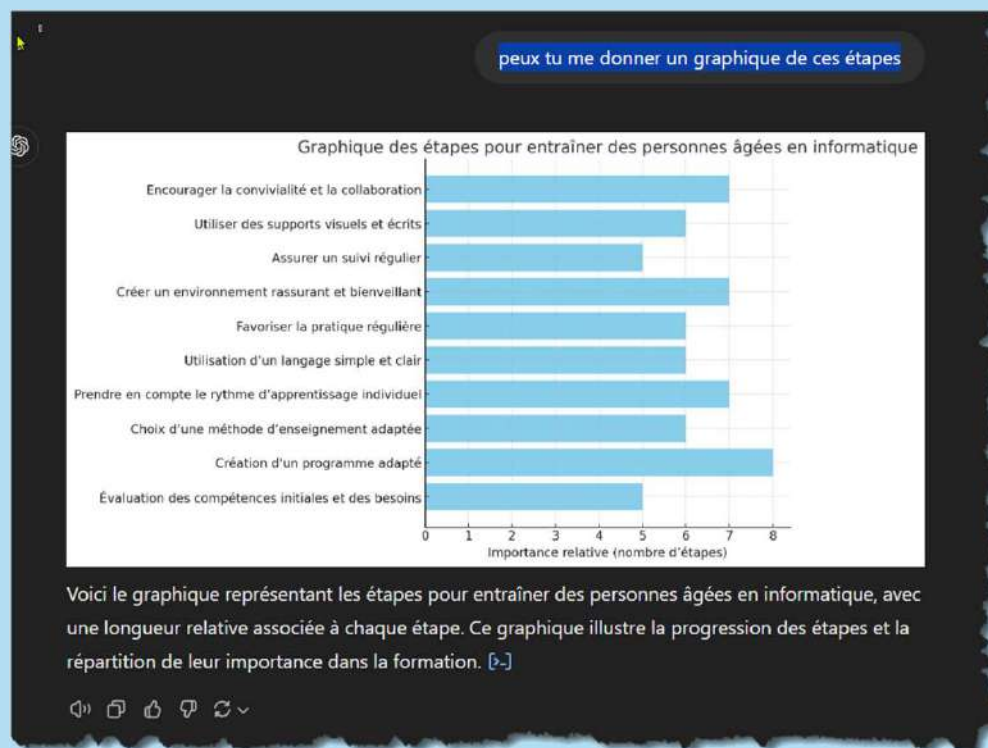 peux tu me donner un graphique de ces étapes
Graphique des étapes pour entraîner des personnes âgées en informatique
Encourager la convivialité et la collaboration
Utiliser des supports visuels et écrits
Assurer un suivi régulier
Créer un environnement rassurant et bienveillant
Favoriser la pratique régulière
Utilisation d'un langage simple et clair
Prendre en compte le rythme d'apprentissage individuel
Choix d'une méthode d'enseignement adaptée
Création d'un programme adapté
Évaluation des compétences initiales et des besoins
0 1 2 3 4 5 6 7 8
Importance relative (nombre d'étapes)
Voici le graphique représentant les étapes pour entraîner des personnes âgées en informatique, avec
une longueur relative associée à chaque étape. Ce graphique illustre la progression des étapes et la
répartition de leur importance dans la formation. [>-]